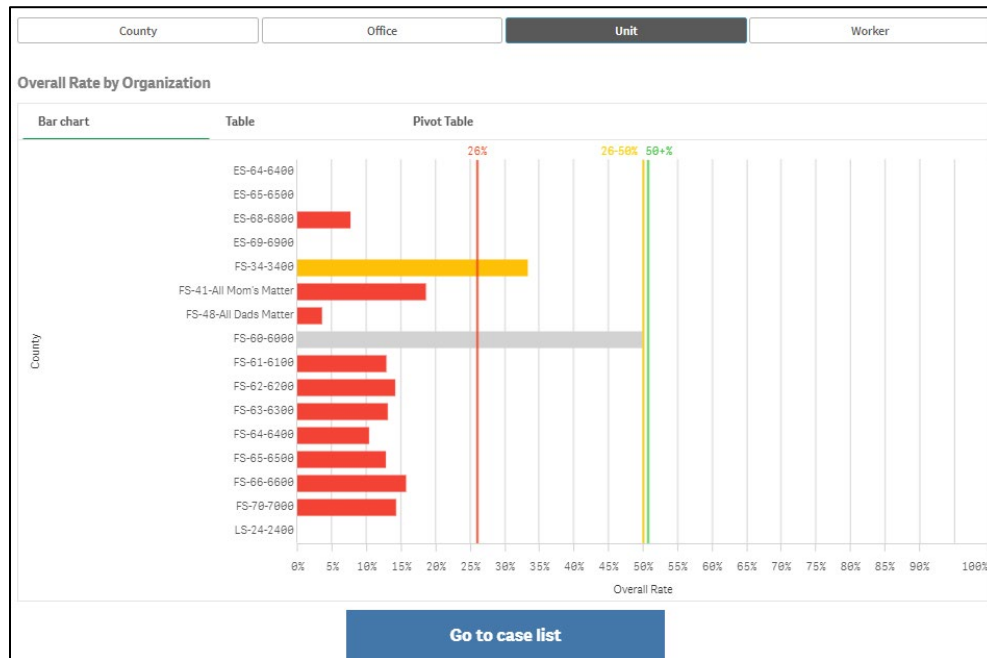 County Office Unit Worker
Overall Rate by Organization
Bar chart Table Pivot Table
26% 26-50% 50+%
ES-64-6400
ES-65-6500
ES-68-6800
ES-69-6900
FS-34-3400
FS-41-All Mom's Matter
FS-48-All Dads Matter
FS-60-6000
County
FS-61-6100
FS-62-6200
FS-63-6300
FS-64-6400
FS-65-6500
FS-66-6600
FS-70-7000
LS-24-2400
0% 5% 10% 15% 20% 25% 30% 35% 40% 45% 50% 55% 60% 65% 70% 75% 80% 85% 90% 100%
Overall Rate
Go to case list